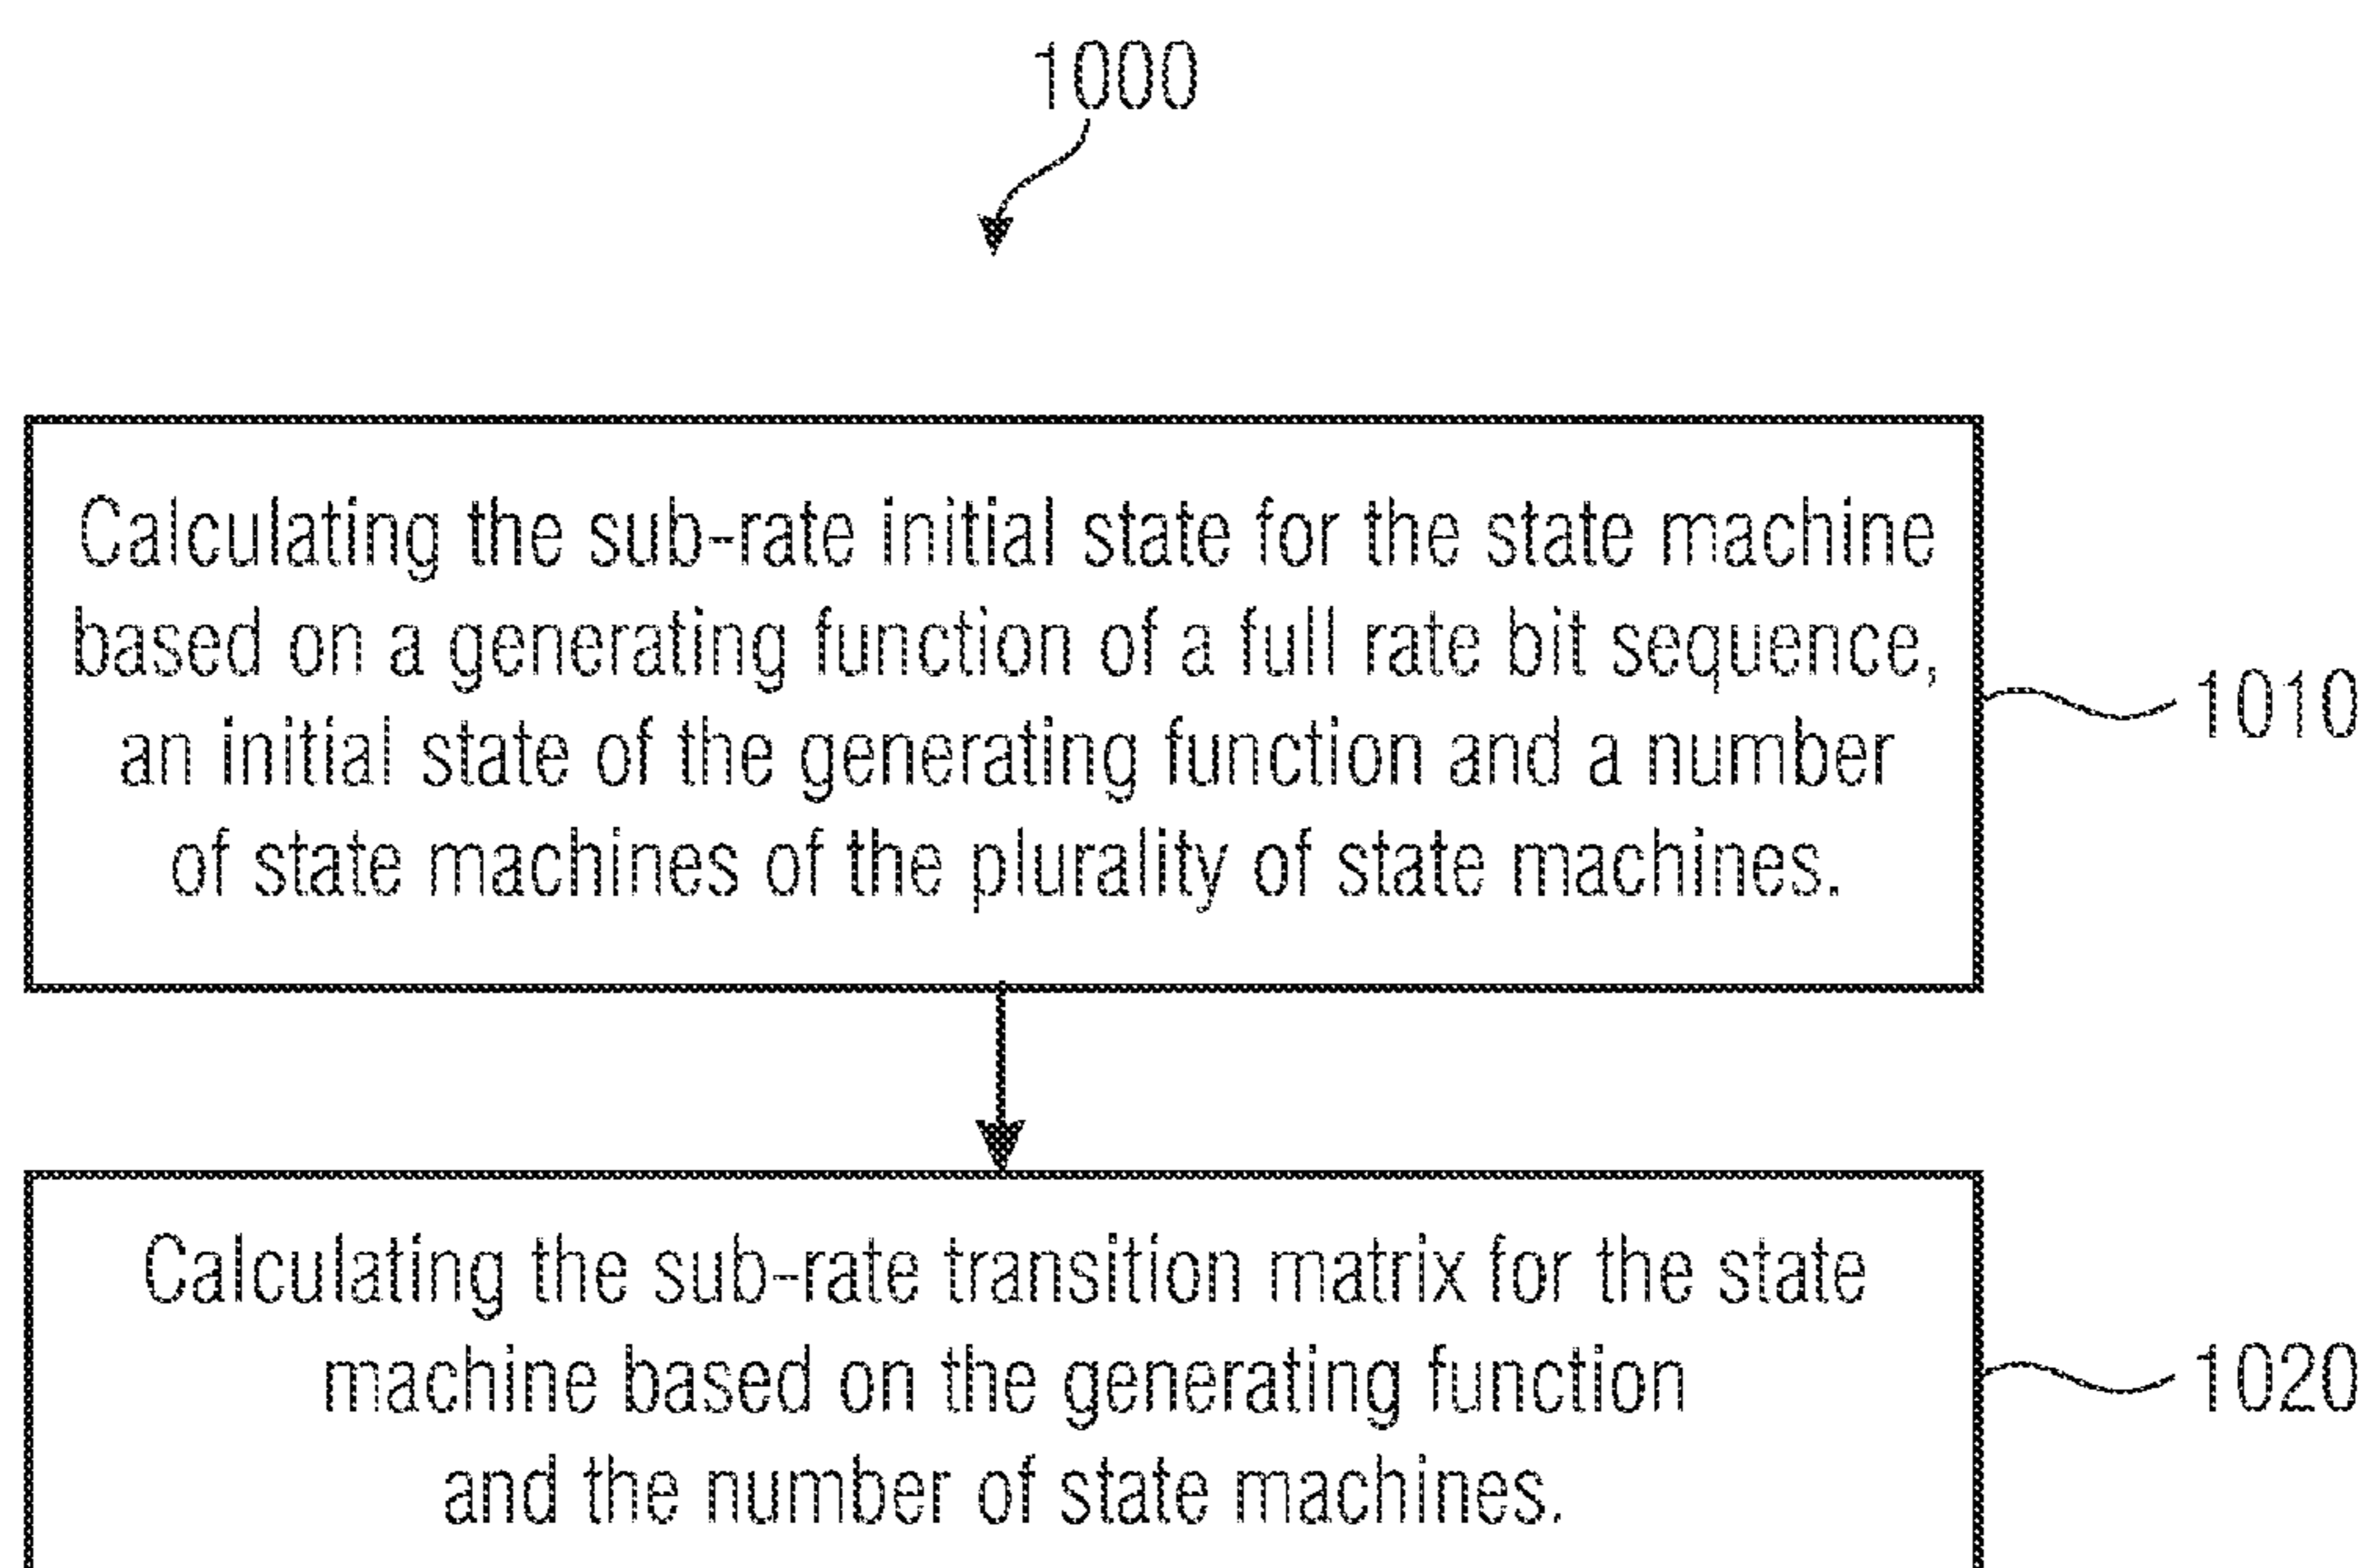 1000
Calculating the sub-rate initial state for the state machine
based on a generating function of a full rate bit sequence,
an initial state of the generating function and a number
of state machines of the plurality of state machines.
1010
Calculating the sub-rate transition matrix for the state
machine based on the generating function
and the number of state machines.
1020